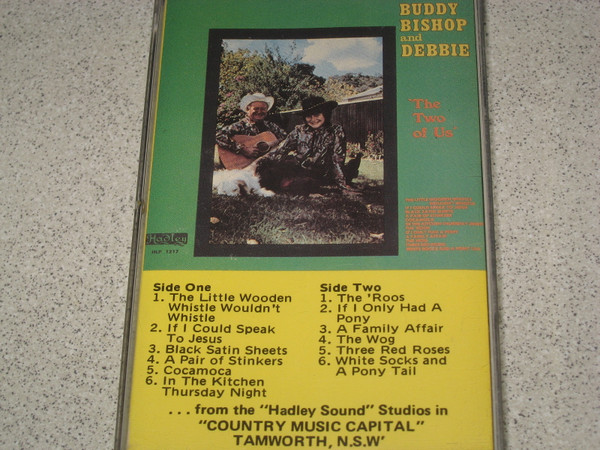 BUDDY
BISHOP
and
DEBBIE
'The
Two
of Us'
Hadley
Side One
1. The Little Wooden
Whistle Wouldn't
Whistle
2. If I Could Speak
To Jesus
3. Black Satin Sheets
4. A Pair of Stinkers
5. Cocamoca
6. In The Kitchen
Thursday Night
Side Two
1. The 'Roos
2. If I Only Had A
Pony
3. A Family Affair
4. The Wog
5. Three Red Roses
6. White Socks and
A Pony Tail
. . . from the "Hadley Sound" Studios in
"COUNTRY MUSIC CAPITAL"
TAMWORTH, N.S.W'